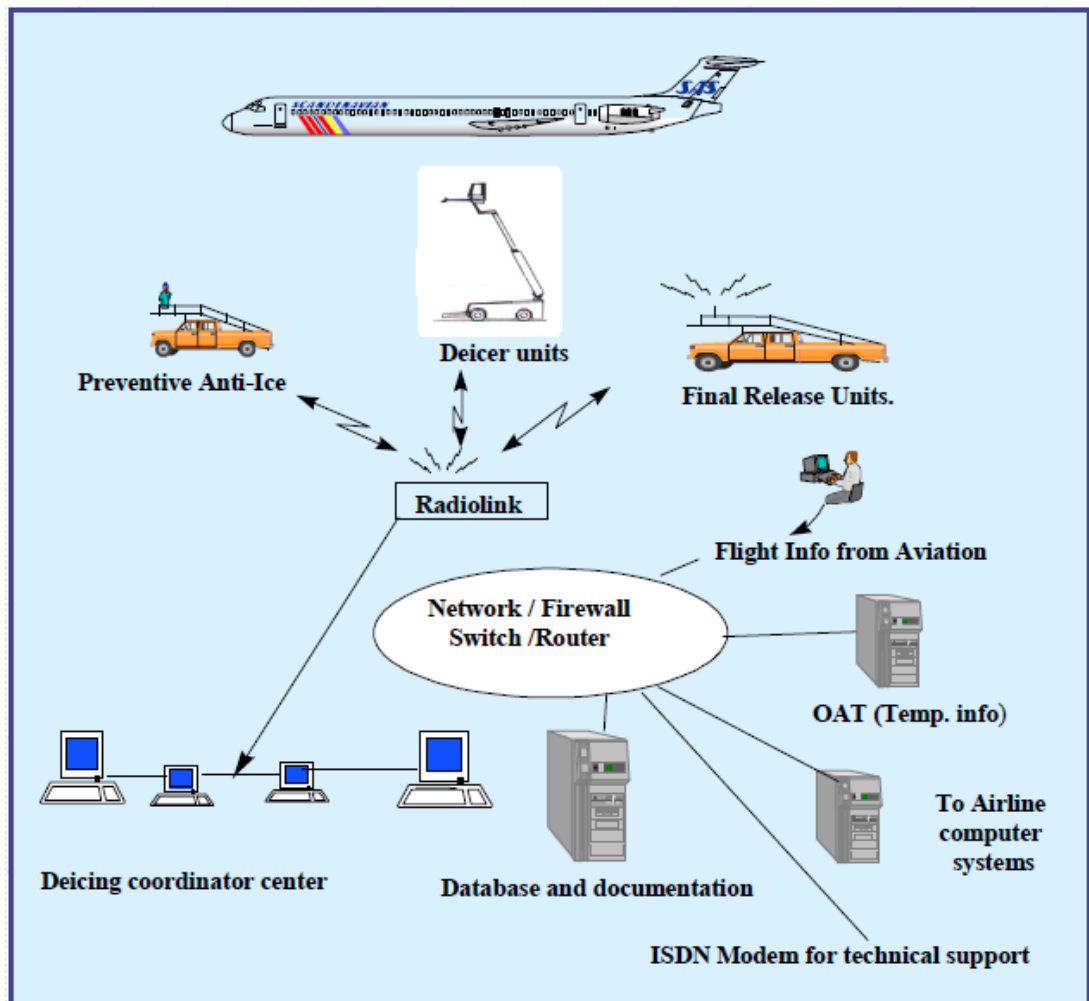 SCANDINAVIAN
SAS
Deicer units
Preventive Anti-Ice
Final Release Units.
Radiolink
Flight Info from Aviation
Network / Firewall
Switch /Router
OAT (Temp. info)
To Airline
computer
systems
Deicing coordinator center
Database and documentation
ISDN Modem for technical support